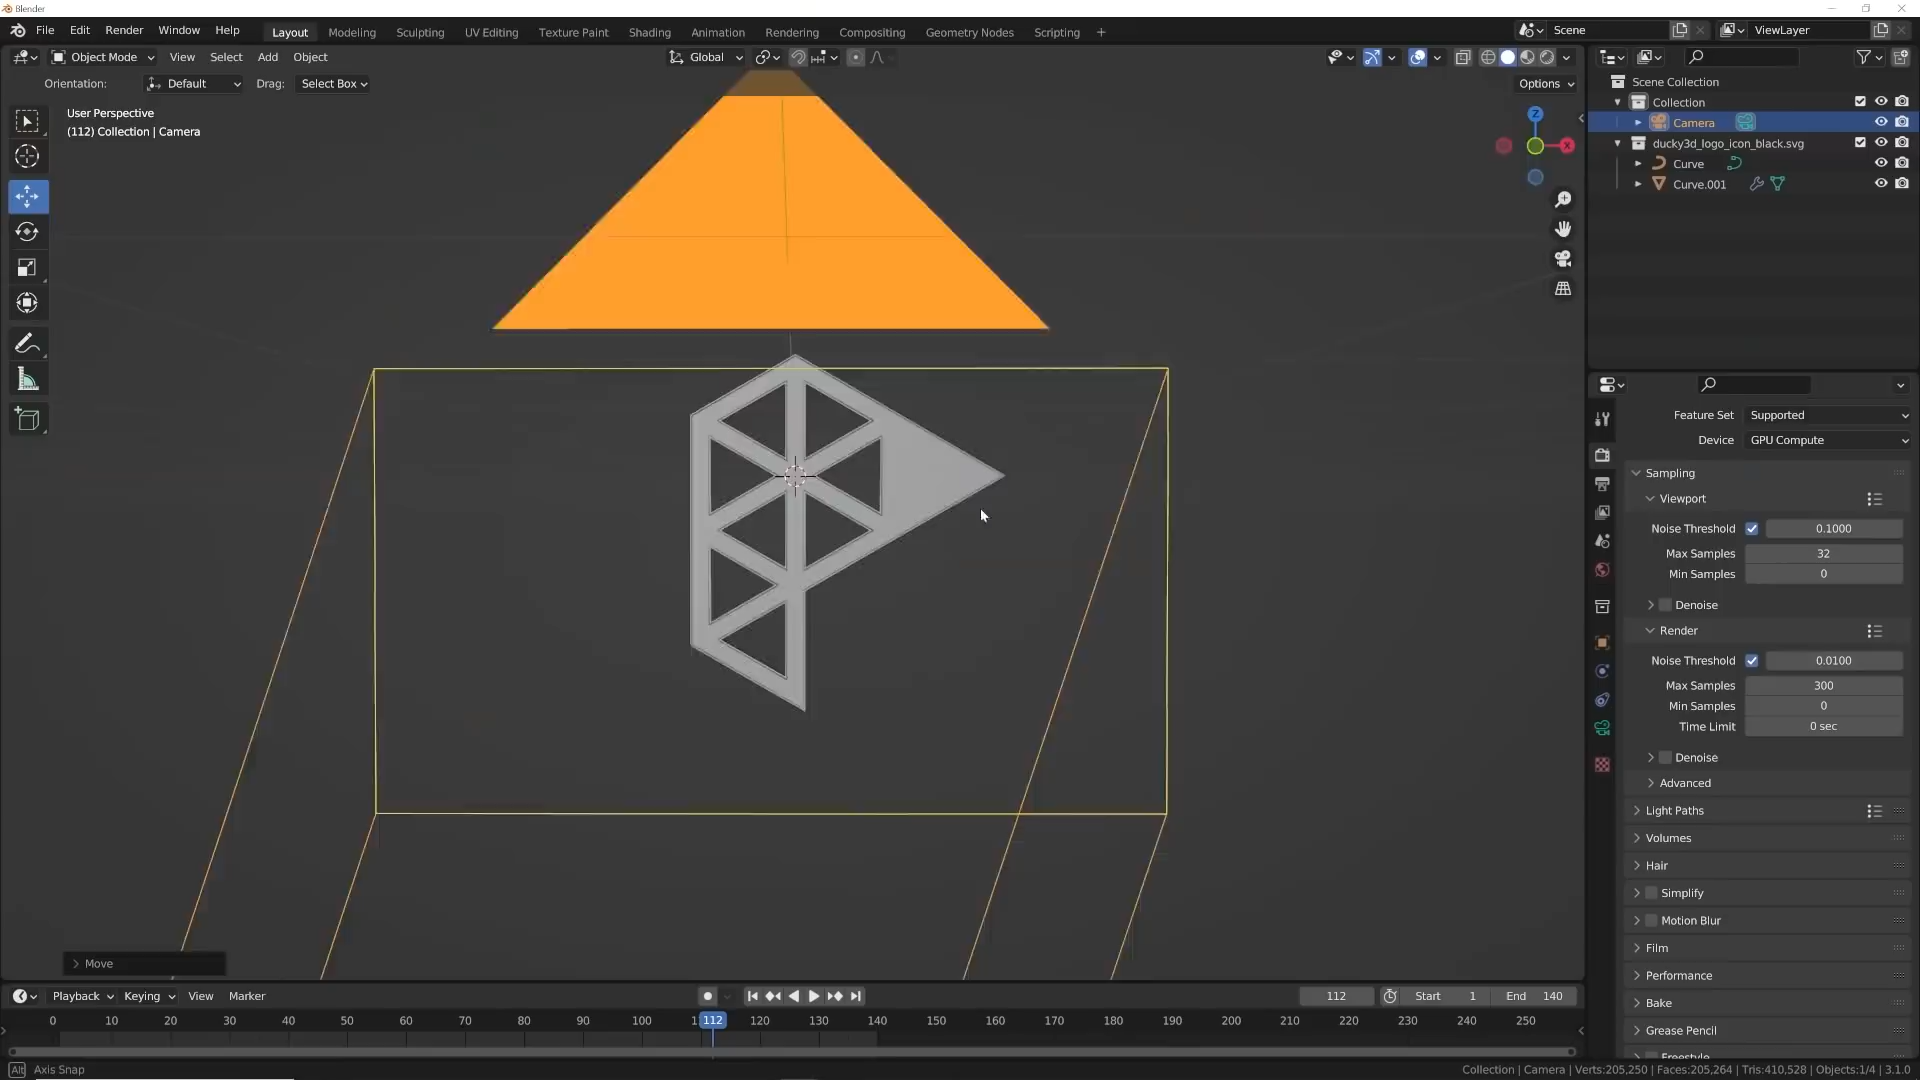 Blender
File Edit Render Window Help
Layout Modeling Sculpting UV Editing Texture Paint Shading Animation Rendering Compositing Geometry Nodes Scripting +
Scene
ViewLayer
Object Mode View Select Add Object
Global
Orientation: Default Drag: Select Box
Options
User Perspective
(112) Collection | Camera
Z
X
Scene Collection
Collection
Camera
ducky3d_logo_icon_black.svg
Curve
Curve.001
Feature Set Supported
Device GPU Compute
Sampling
Viewport
Noise Threshold 0.1000
Max Samples 32
Min Samples 0
Denoise
Render
Noise Threshold 0.0100
Max Samples 300
Min Samples 0
Time Limit 0 sec
Denoise
Advanced
Light Paths
Volumes
Hair
Simplify
Motion Blur
Film
Performance
Bake
Grease Pencil
Freestyle
Move
Playback Keying View Marker
112 Start 1 End 140
0 10 20 30 40 50 60 70 80 90 100 112 120 130 140 150 160 170 180 190 200 210 220 230 240 250
Alt Axis Snap
Collection | Camera | Verts:205,250 | Faces:205,264 | Tris:410,528 | Objects:1/4 | 3.1.0